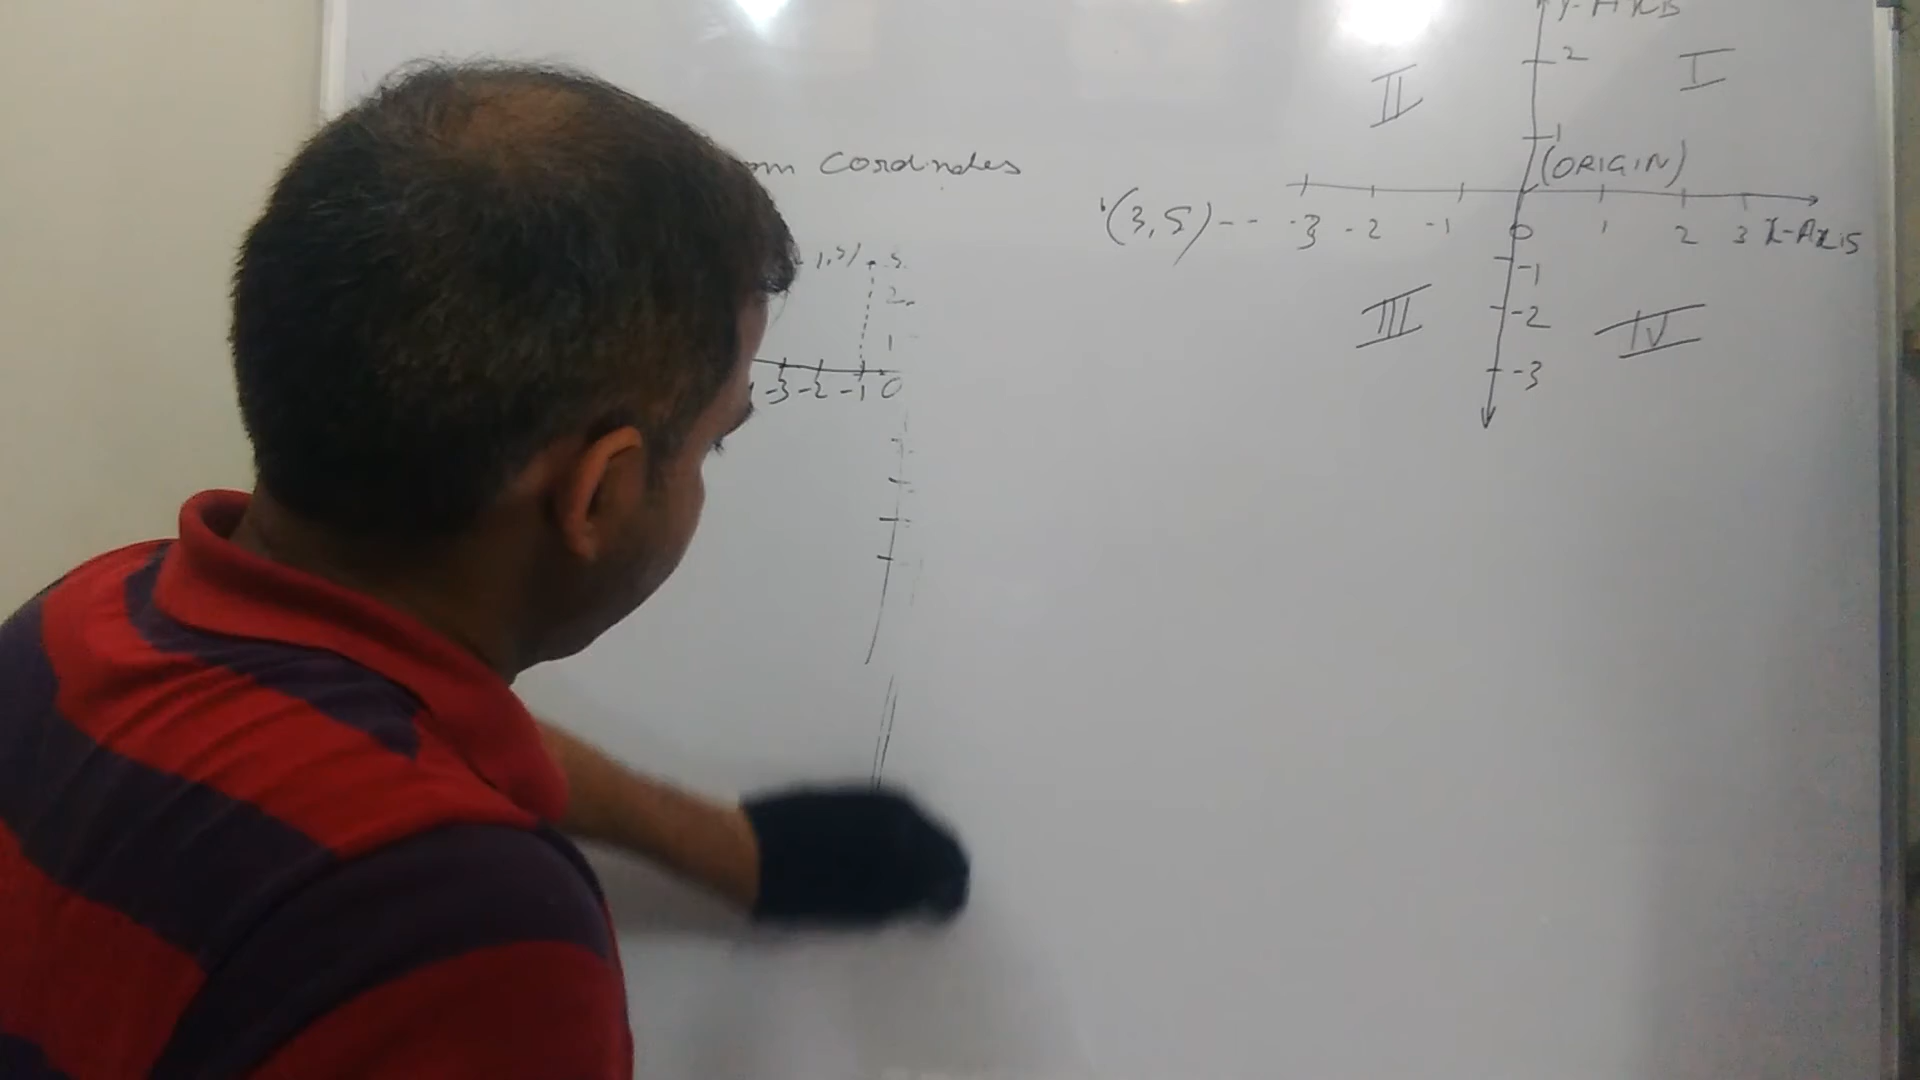 Cordinates
Y-AXIS
2
I
II
1
(ORIGIN)
(3,5)-- -3 -2 -1 0 1 2 3 X-AXIS
-1
-2
-3
III
IV
5
2
1
-3 -2 -1 0